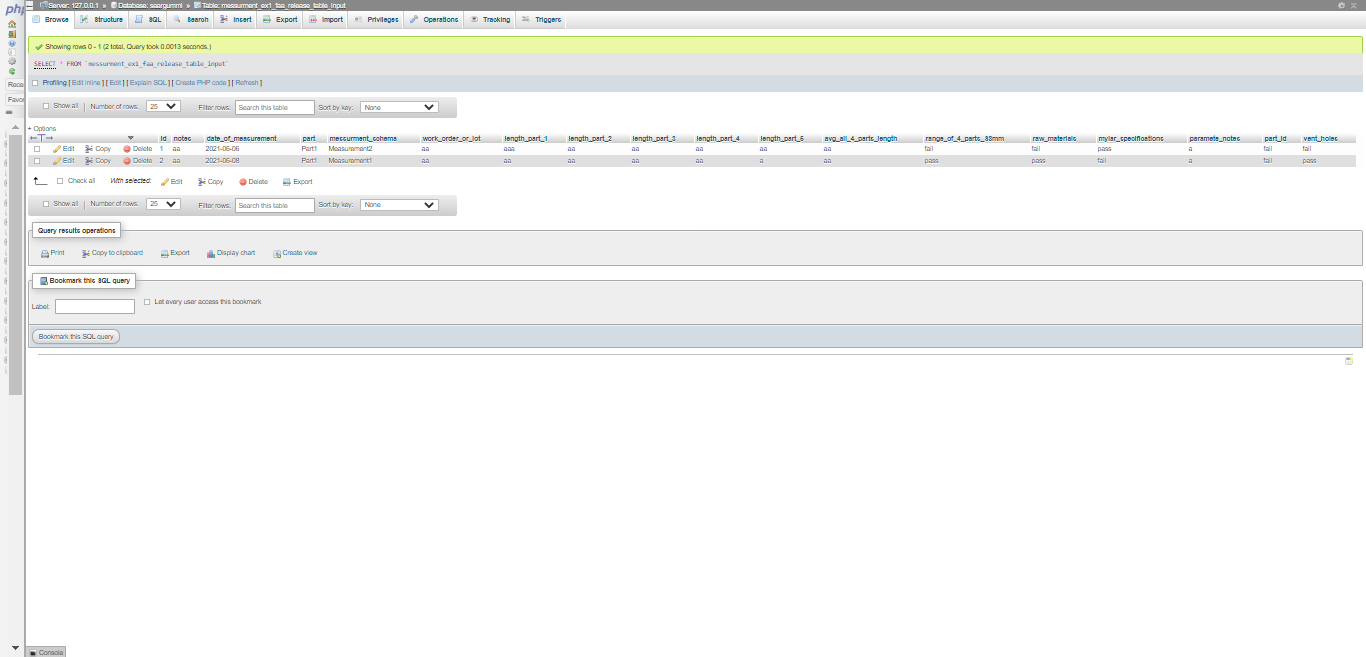 php
Server: 127.0.0.1 » Database: saargummi » Table: messurment_ex1_faa_release_table_input
Browse Structure SQL Search Insert Export Import Privileges Operations Tracking Triggers
Showing rows 0 - 1 (2 total, Query took 0.0013 seconds.)
SELECT * FROM `messurment_ex1_faa_release_table_input`
Profiling [ Edit inline ] [ Edit ] [ Explain SQL ] [ Create PHP code ] [ Refresh ]
Rece
Favor
Show all | Number of rows: 25 Filter rows: Search this table Sort by key: None
+ Options
←T→ id notes date_of_measurement part messurment_schema work_order_or_lot length_part_1 length_part_2 length_part_3 length_part_4 length_part_5 avg_all_4_parts_length range_of_4_parts_38mm raw_materials mylar_specifications paramete_notes part_id vent_holes
Edit Copy Delete 1 aa 2021-06-06 Part1 Measurement2 aa aaa aa aa aa aa aa fail fail pass a fail fail
Edit Copy Delete 2 aa 2021-06-08 Part1 Measurement1 aa aa aa aa aa a aa pass pass fail a fail pass
Check all With selected: Edit Copy Delete Export
Show all | Number of rows: 25 Filter rows: Search this table Sort by key: None
Query results operations
Print Copy to clipboard Export Display chart Create view
Bookmark this SQL query
Label: Let every user access this bookmark
Bookmark this SQL query
Console